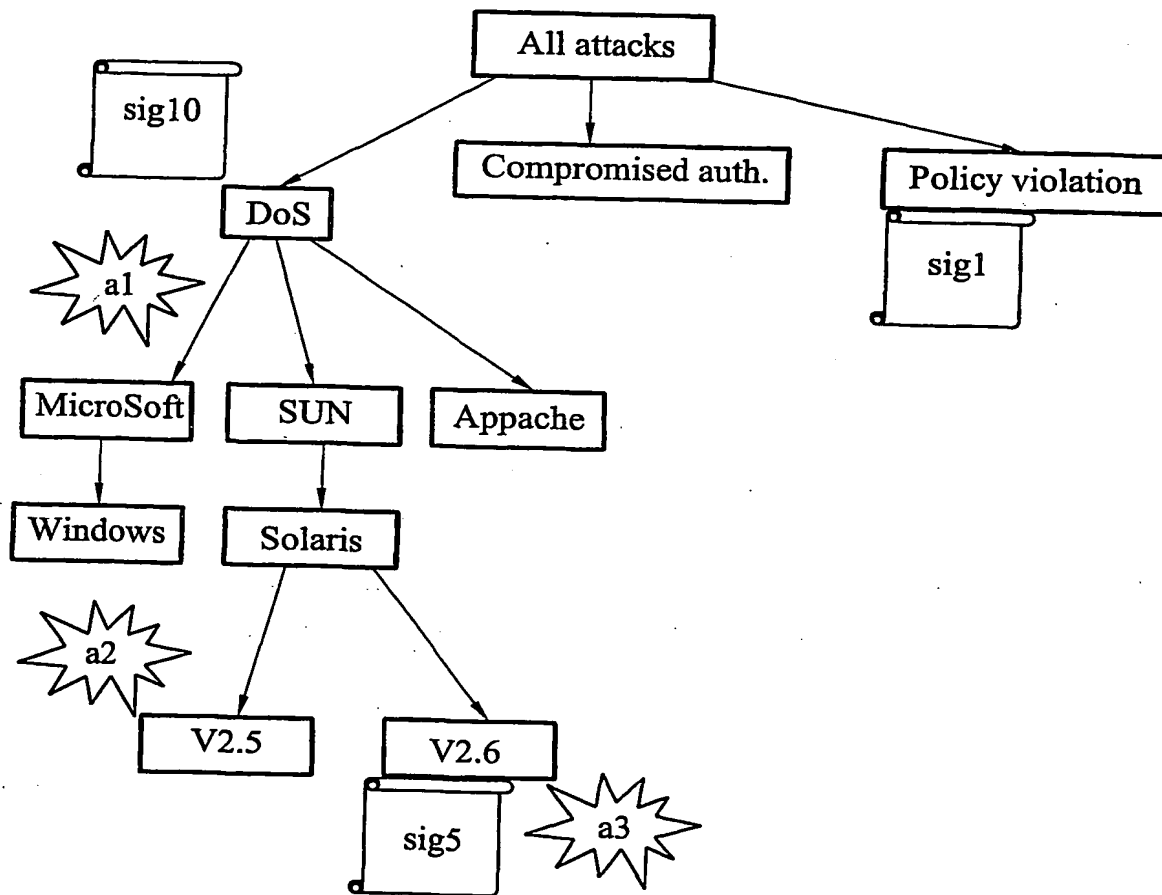 All attacks
sig10
Compromised auth.
Policy violation
DoS
sig1
a1
MicroSoft
SUN
Appache
Windows
Solaris
a2
V2.5
V2.6
sig5
a3